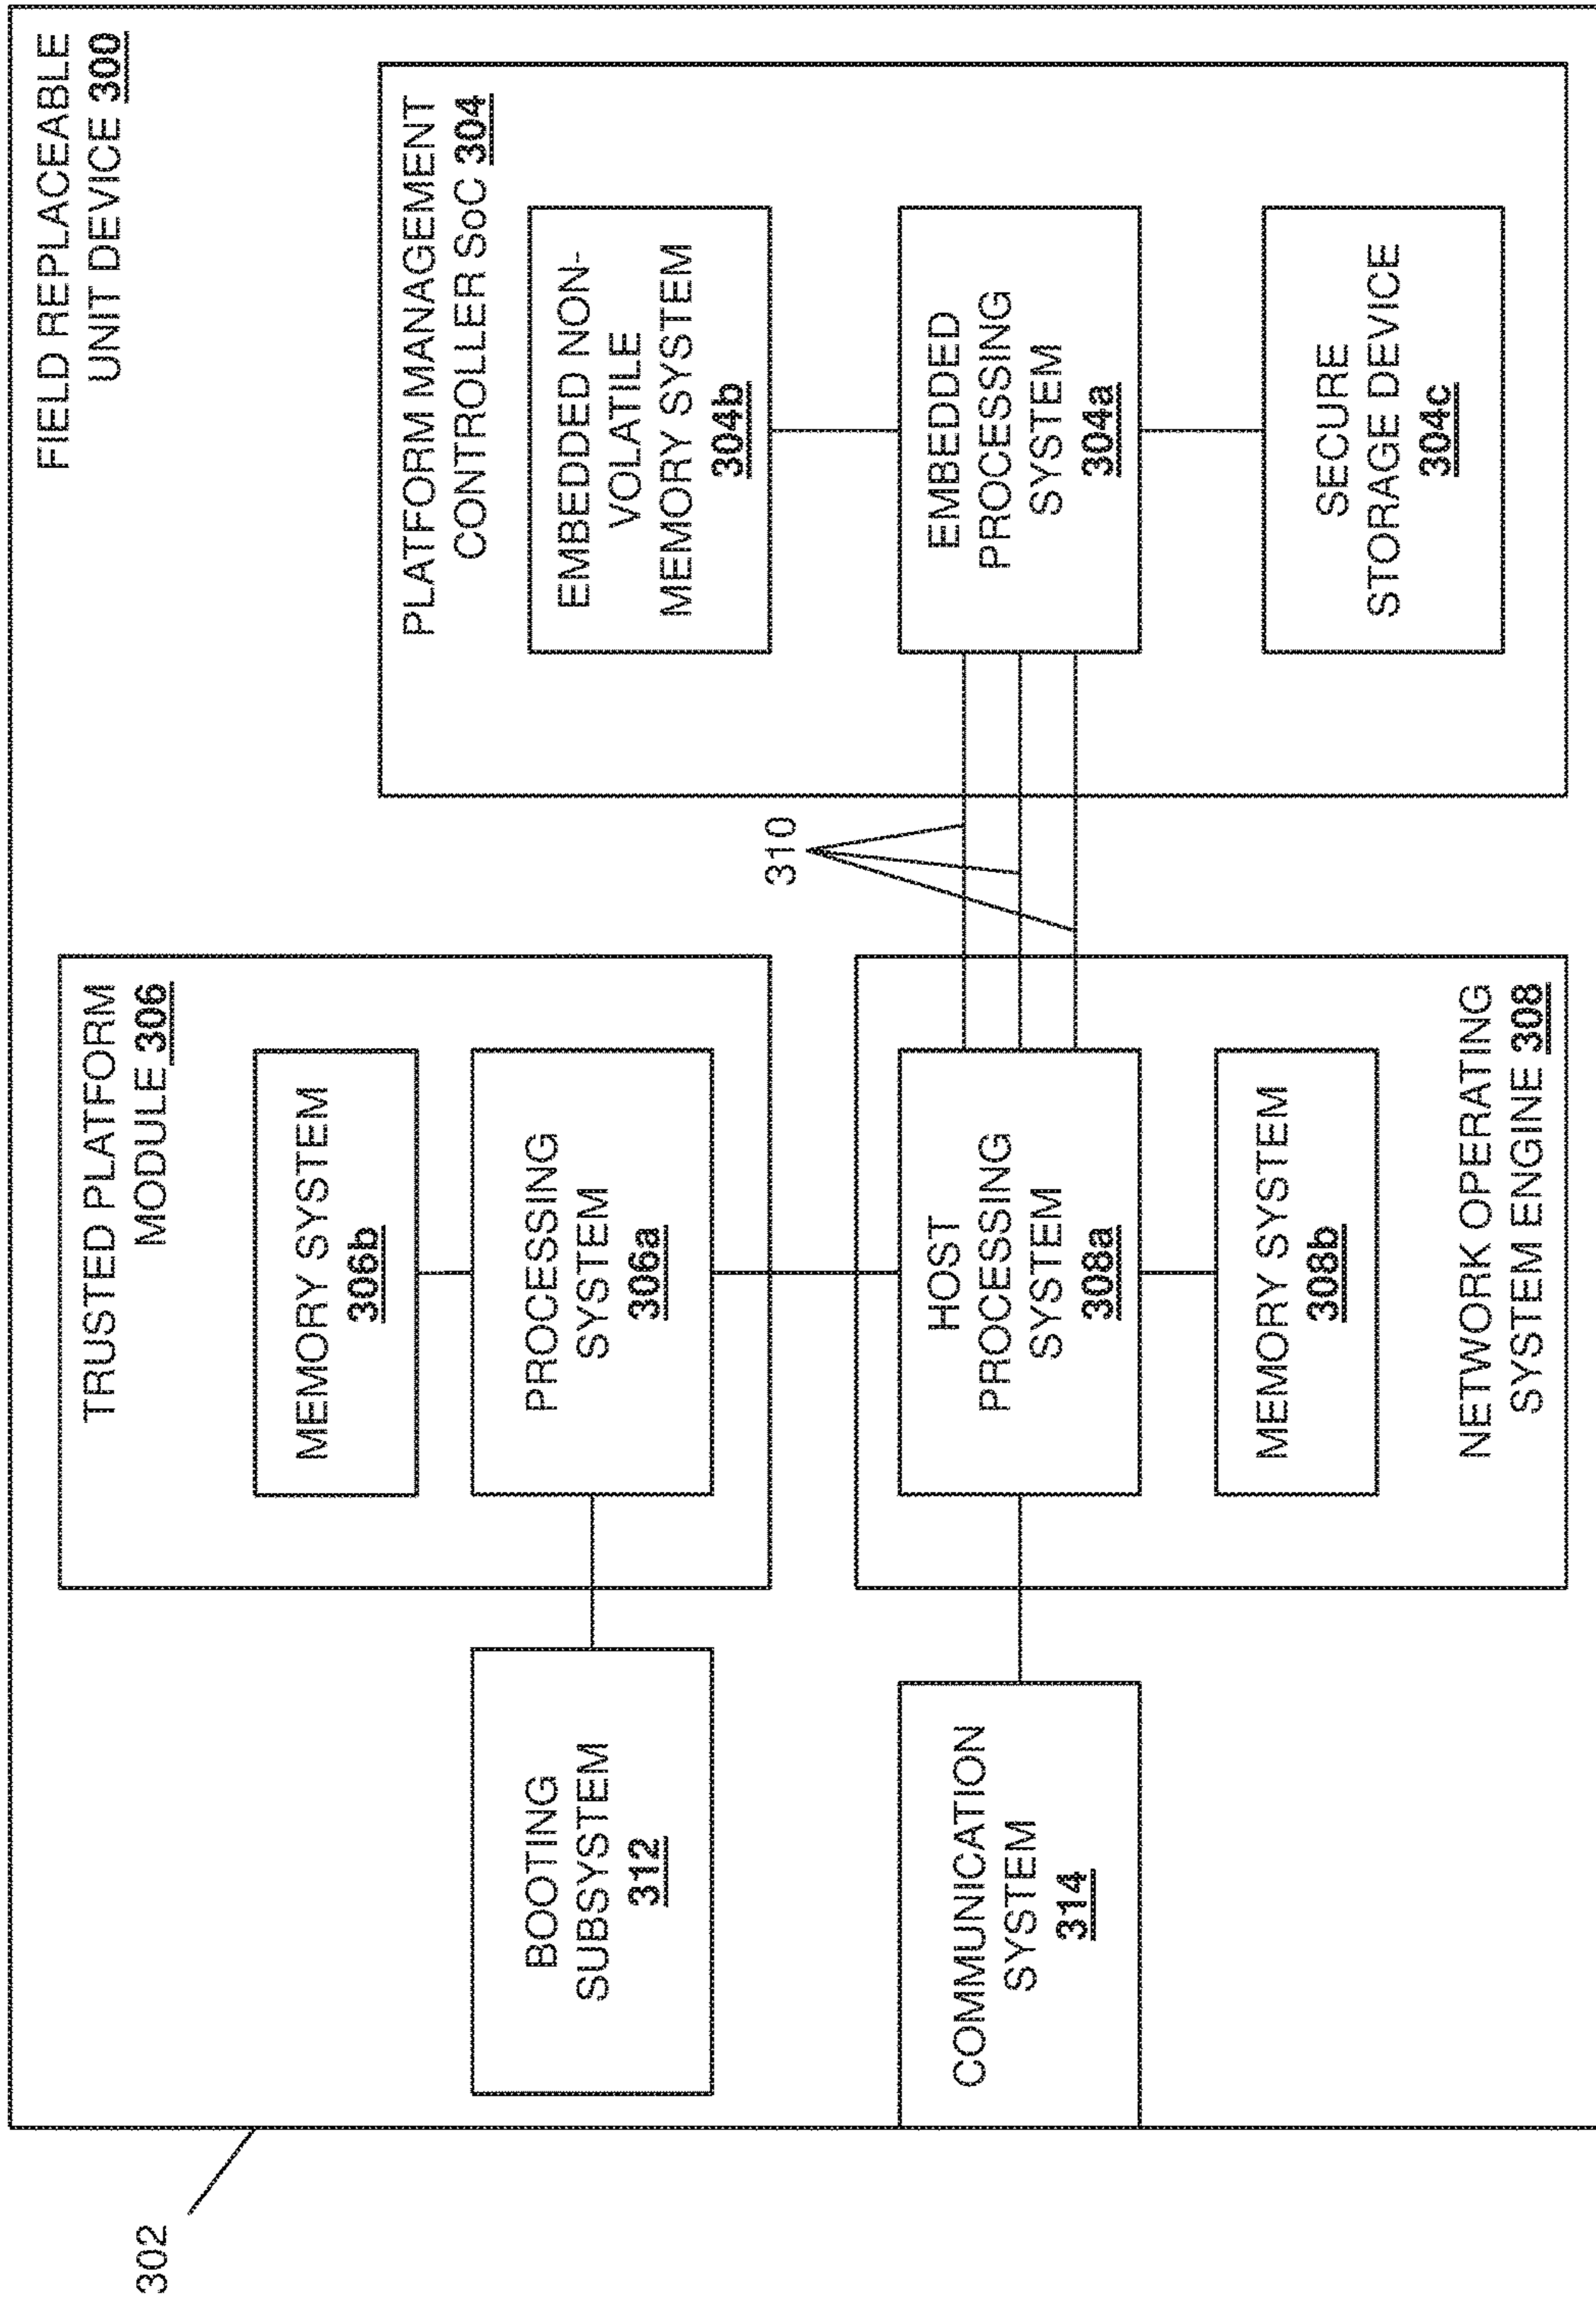 FIELD REPLACEABLE
UNIT DEVICE 300
302
BOOTING
SUBSYSTEM
312
TRUSTED PLATFORM
MODULE 306
MEMORY SYSTEM
306b
PROCESSING
SYSTEM
306a
PLATFORM MANAGEMENT
CONTROLLER SoC 304
EMBEDDED NON-
VOLATILE
MEMORY SYSTEM
304b
310
COMMUNICATION
SYSTEM
314
HOST
PROCESSING
SYSTEM
308a
EMBEDDED
PROCESSING
SYSTEM
304a
MEMORY SYSTEM
308b
NETWORK OPERATING
SYSTEM ENGINE 308
SECURE
STORAGE DEVICE
304c